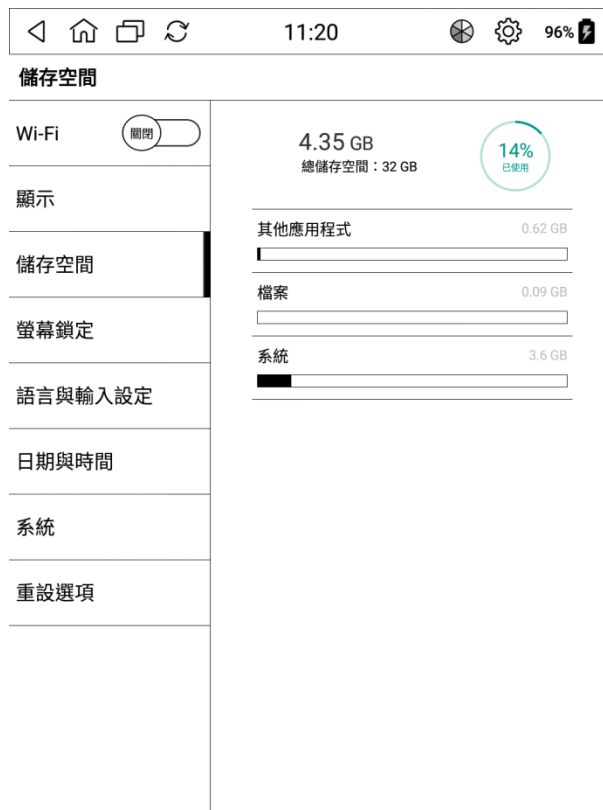 11:20
96%
儲存空間
Wi-Fi
關閉
顯示
儲存空間
螢幕鎖定
語言與輸入設定
日期與時間
系統
重設選項
4.35 GB
總儲存空間：32 GB
14%
已使用
其他應用程式 0.62 GB
檔案 0.09 GB
系統 3.6 GB